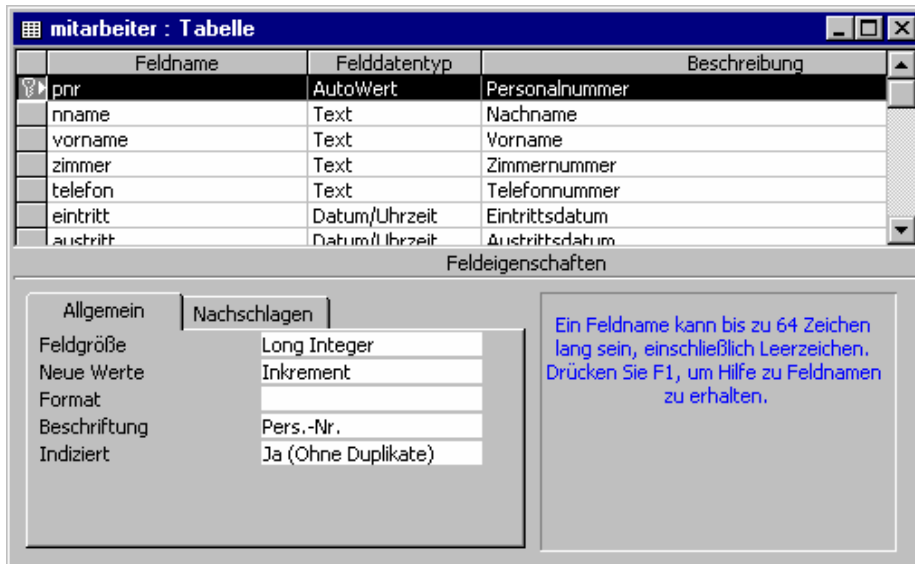 mitarbeiter : Tabelle
Feldname Felddatentyp Beschreibung
pnr AutoWert Personalnummer
nname Text Nachname
vorname Text Vorname
zimmer Text Zimmernummer
telefon Text Telefonnummer
eintritt Datum/Uhrzeit Eintrittsdatum
austritt Datum/Uhrzeit Austrittsdatum
Feldeigenschaften
Allgemein Nachschlagen
Feldgröße Long Integer
Neue Werte Inkrement
Format
Beschriftung Pers.-Nr.
Indiziert Ja (Ohne Duplikate)
Ein Feldname kann bis zu 64 Zeichen
lang sein, einschließlich Leerzeichen.
Drücken Sie F1, um Hilfe zu Feldnamen
zu erhalten.